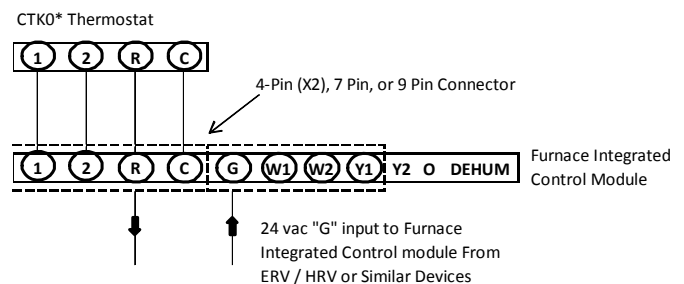 CTK0* Thermostat
1 2 R C
4-Pin (X2), 7 Pin, or 9 Pin Connector
1 2 R C G W1 W2 Y1 Y2 O DEHUM
Furnace Integrated
Control Module
24 vac "G" input to Furnace
Integrated Control module From
ERV / HRV or Similar Devices